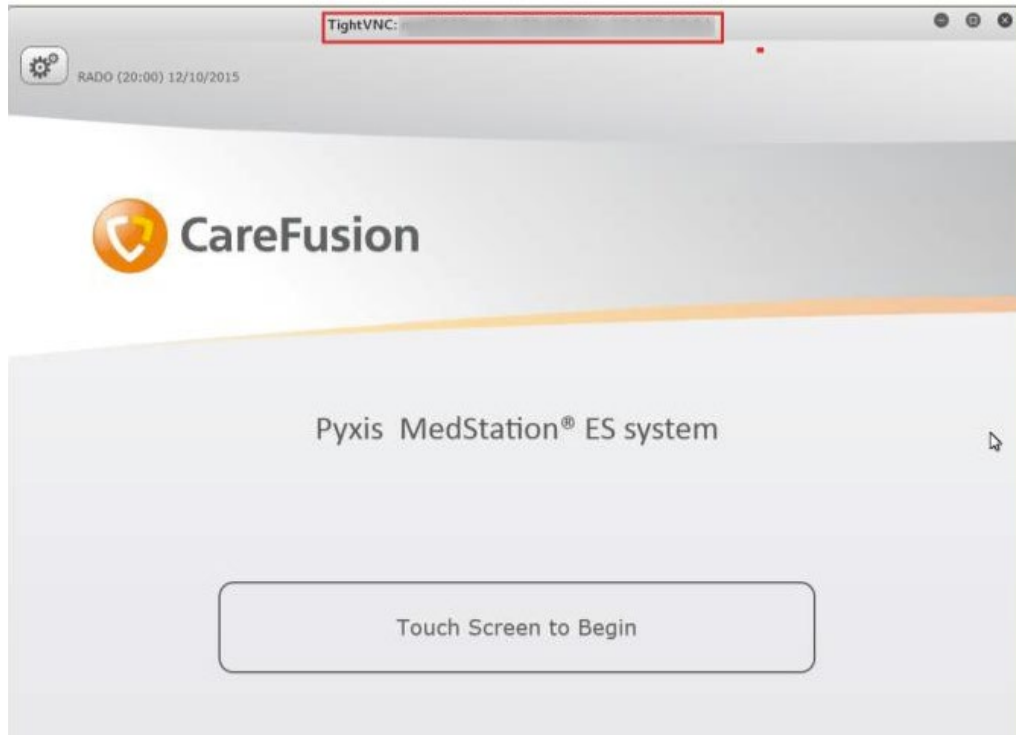 TightVNC:
RADO (20:00) 12/10/2015
CareFusion
Pyxis MedStation® ES system
Touch Screen to Begin